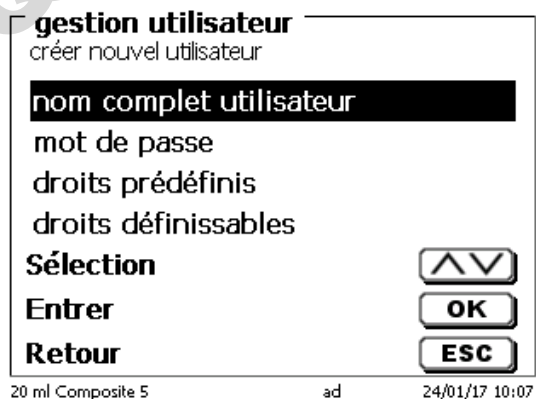 gestion utilisateur
créer nouvel utilisateur
nom complet utilisateur
mot de passe
droits prédéfinis
droits définissables
Sélection
Entrer OK
Retour ESC
20 ml Composite 5 ad 24/01/17 10:07